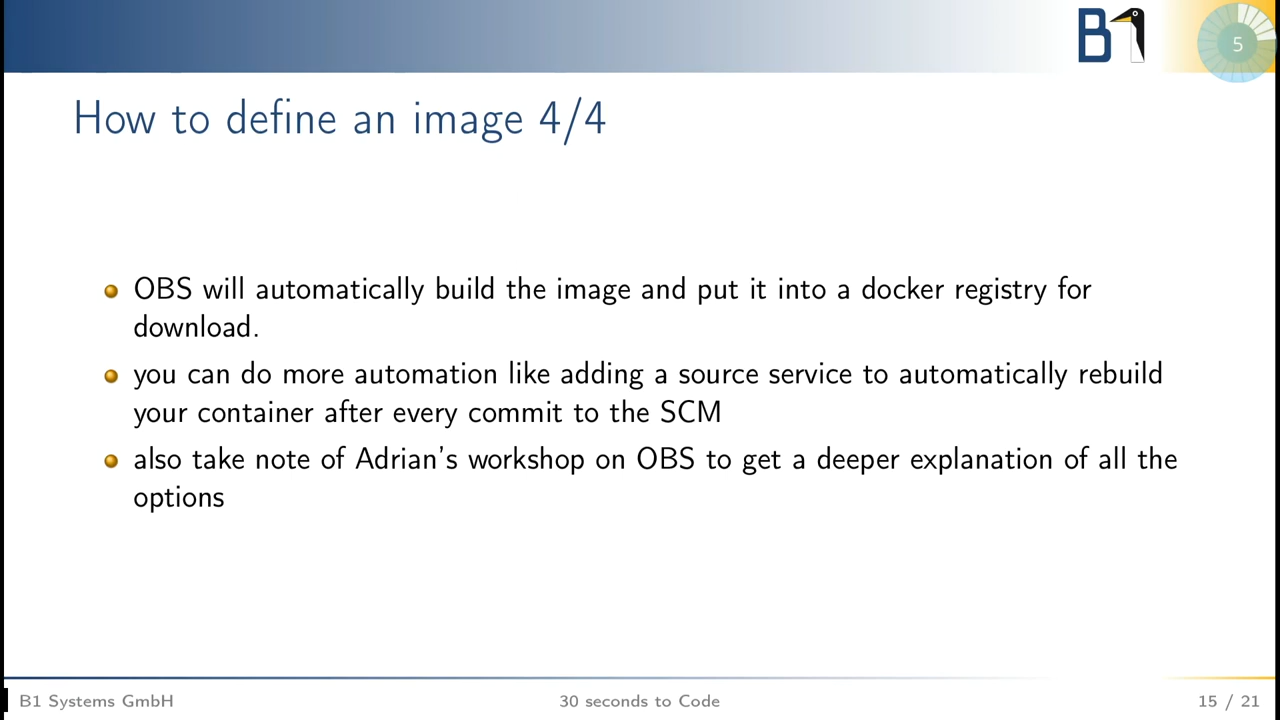 B1
5
How to define an image 4/4
OBS will automatically build the image and put it into a docker registry for
download.
you can do more automation like adding a source service to automatically rebuild
your container after every commit to the SCM
also take note of Adrian's workshop on OBS to get a deeper explanation of all the
options
B1 Systems GmbH
30 seconds to Code
15 / 21